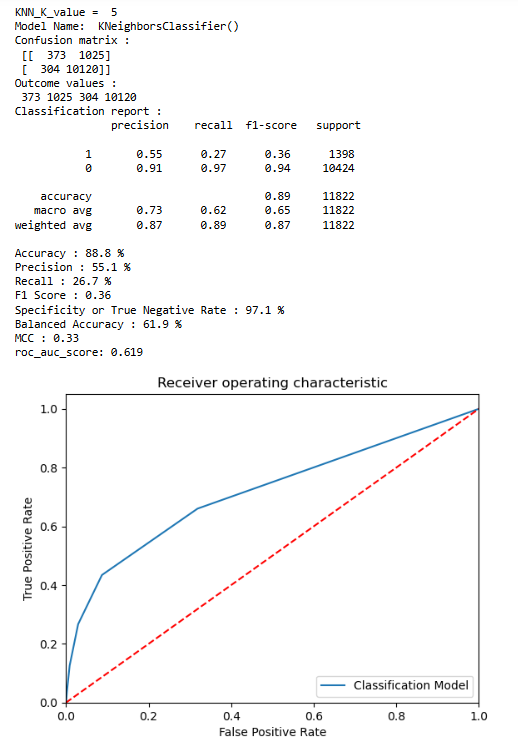 KNN_K_value =  5
Model Name:  KNeighborsClassifier()
Confusion matrix :
[[  373  1025]
[  304 10120]]
Outcome values :
373 1025 304 10120
Classification report :
precision    recall  f1-score   support
1       0.55      0.27      0.36      1398
0       0.91      0.97      0.94     10424
accuracy                           0.89     11822
macro avg       0.73      0.62      0.65     11822
weighted avg       0.87      0.89      0.87     11822
Accuracy : 88.8 %
Precision : 55.1 %
Recall : 26.7 %
F1 Score : 0.36
Specificity or True Negative Rate : 97.1 %
Balanced Accuracy : 61.9 %
MCC : 0.33
roc_auc_score: 0.619
Receiver operating characteristic
1.0
0.8
0.6
0.4
0.2
0.0
True Positive Rate
Classification Model
0.0 0.2 0.4 0.6 0.8 1.0
False Positive Rate